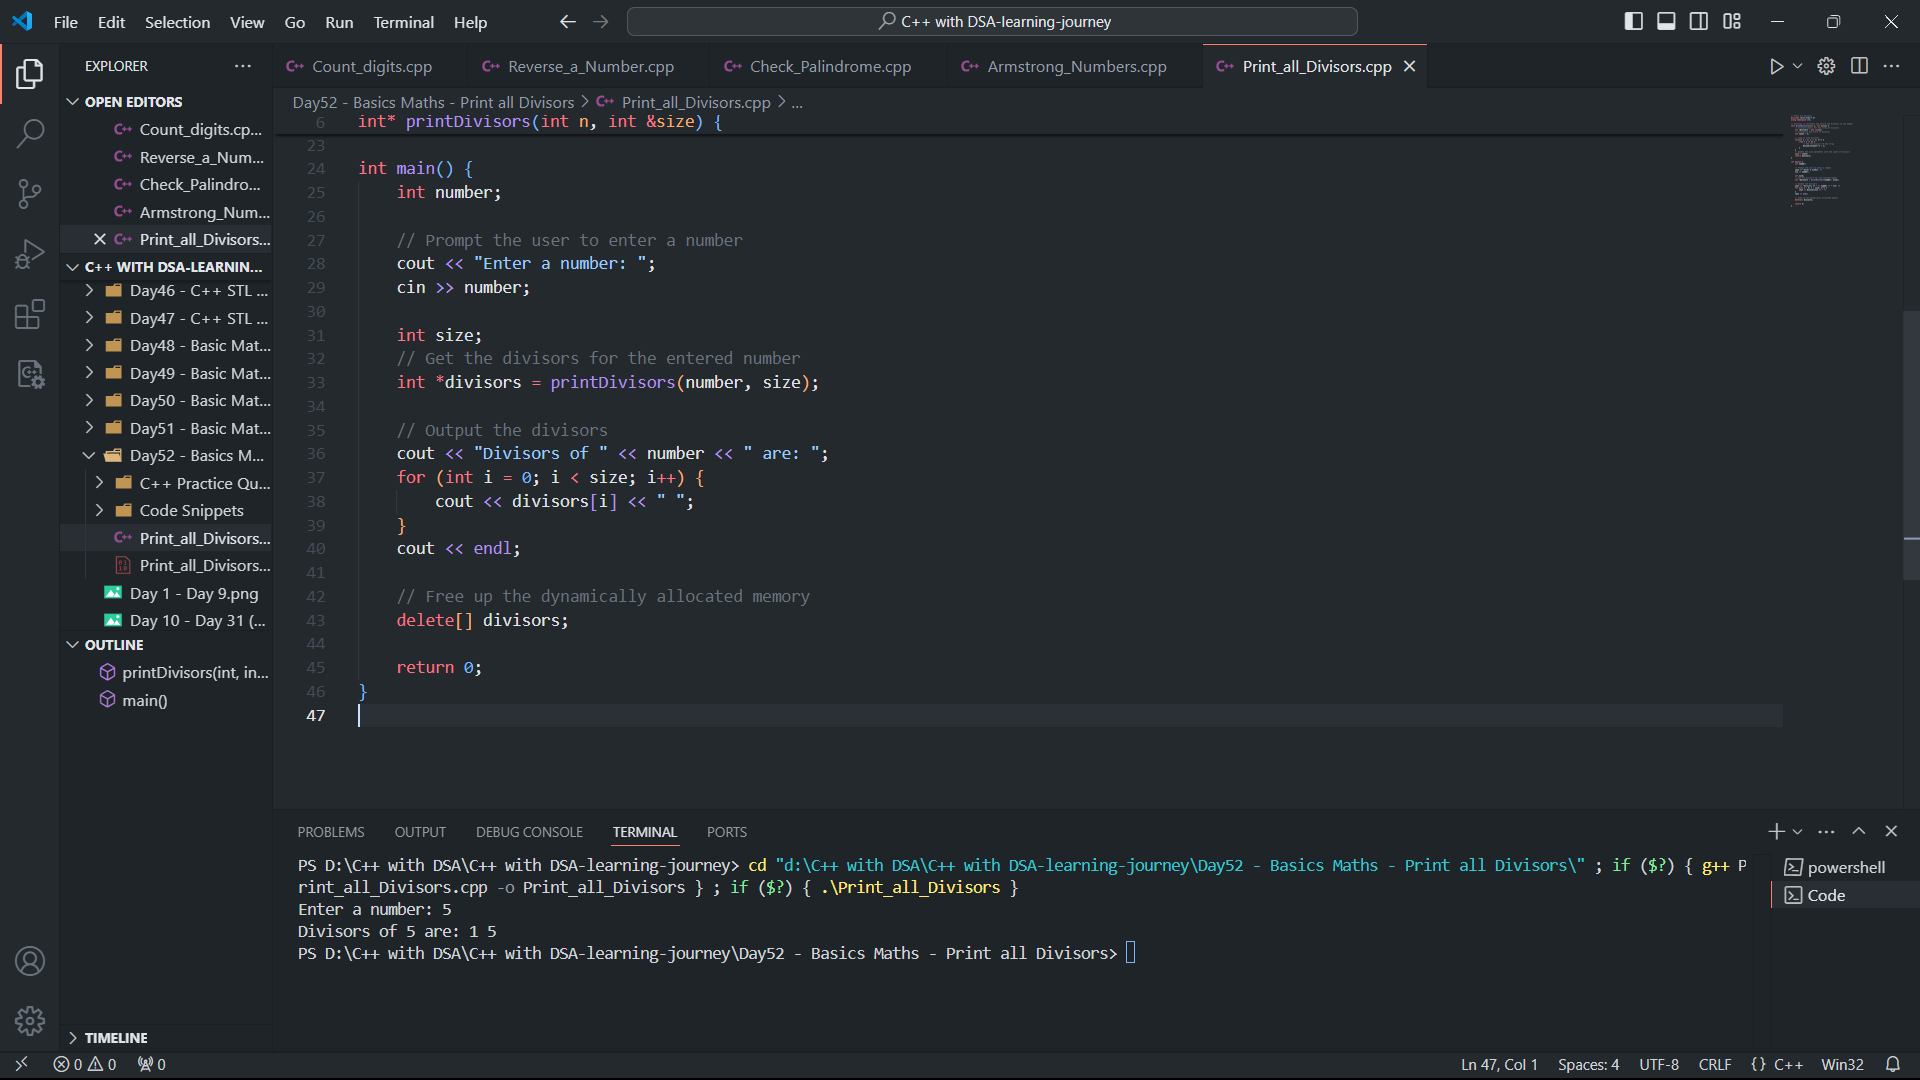 File Edit Selection View Go Run Terminal Help
C++ with DSA-learning-journey
EXPLORER
OPEN EDITORS
Count_digits.cp...
Reverse_a_Num...
Check_Palindro...
Armstrong_Num...
Print_all_Divisors...
C++ WITH DSA-LEARNIN...
Day46 - C++ STL ...
Day47 - C++ STL ...
Day48 - Basic Mat...
Day49 - Basic Mat...
Day50 - Basic Mat...
Day51 - Basic Mat...
Day52 - Basics M...
C++ Practice Qu...
Code Snippets
Print_all_Divisors...
Print_all_Divisors...
Day 1 - Day 9.png
Day 10 - Day 31 (...
OUTLINE
printDivisors(int, in...
main()
TIMELINE
Count_digits.cpp Reverse_a_Number.cpp Check_Palindrome.cpp Armstrong_Numbers.cpp Print_all_Divisors.cpp
Day52 - Basics Maths - Print all Divisors > Print_all_Divisors.cpp > ...
6 int* printDivisors(int n, int &size) {
23
24 int main() {
25 int number;
26
27 // Prompt the user to enter a number
28 cout << "Enter a number: ";
29 cin >> number;
30
31 int size;
32 // Get the divisors for the entered number
33 int *divisors = printDivisors(number, size);
34
35 // Output the divisors
36 cout << "Divisors of " << number << " are: ";
37 for (int i = 0; i < size; i++) {
38 cout << divisors[i] << " ";
39 }
40 cout << endl;
41
42 // Free up the dynamically allocated memory
43 delete[] divisors;
44
45 return 0;
46 }
47
PROBLEMS OUTPUT DEBUG CONSOLE TERMINAL PORTS
PS D:\C++ with DSA\C++ with DSA-learning-journey> cd "d:\C++ with DSA\C++ with DSA-learning-journey\Day52 - Basics Maths - Print all Divisors\" ; if ($?) { g++ P
rint_all_Divisors.cpp -o Print_all_Divisors } ; if ($?) { .\Print_all_Divisors }
Enter a number: 5
Divisors of 5 are: 1 5
PS D:\C++ with DSA\C++ with DSA-learning-journey\Day52 - Basics Maths - Print all Divisors>
powershell
Code
0 0 0
Ln 47, Col 1 Spaces: 4 UTF-8 CRLF {} C++ Win32